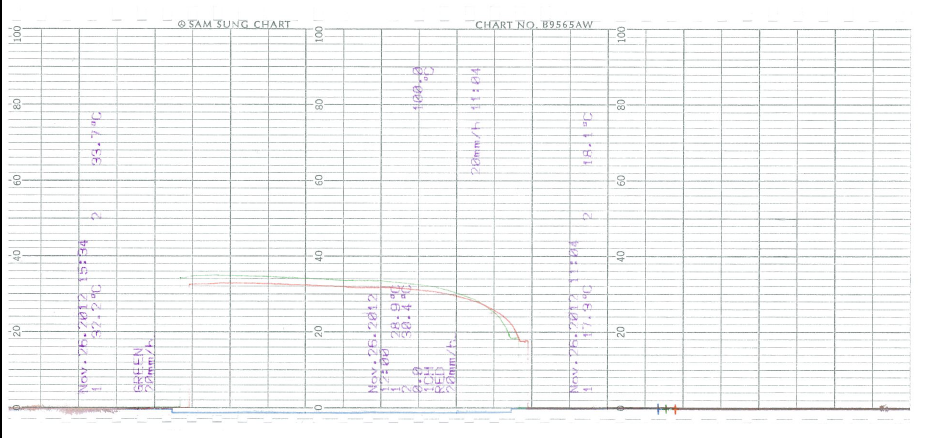 SAM SUNG CHART
CHART NO. B9565AW
100
100
100
80
80
80
60
60
60
40
40
40
20
20
20
0
0
0
Nov.26.2012 15:34
1 32.2℃ 2 33.7℃
GREEN
20mm/h
Nov.26.2012
12:00
1 28.9℃
2 30.4℃
0.0 100.0
1CH ℃
RED
20mm/h
20mm/h 11:04
Nov.26.2012 11:04
1 17.9℃ 2 18.1℃